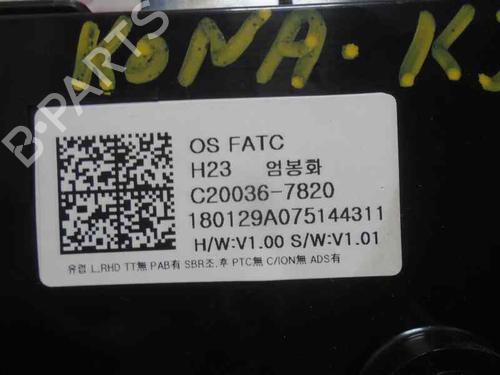 KONA · K
B-PARTS
OS FATC
H23 엄봉화
C20036-7820
180129A075144311
H/W:V1.00 S/W:V1.01
유럽 L,RHD TT無 PAB有 SBR조.후 PTC無 C/ION無 ADS有